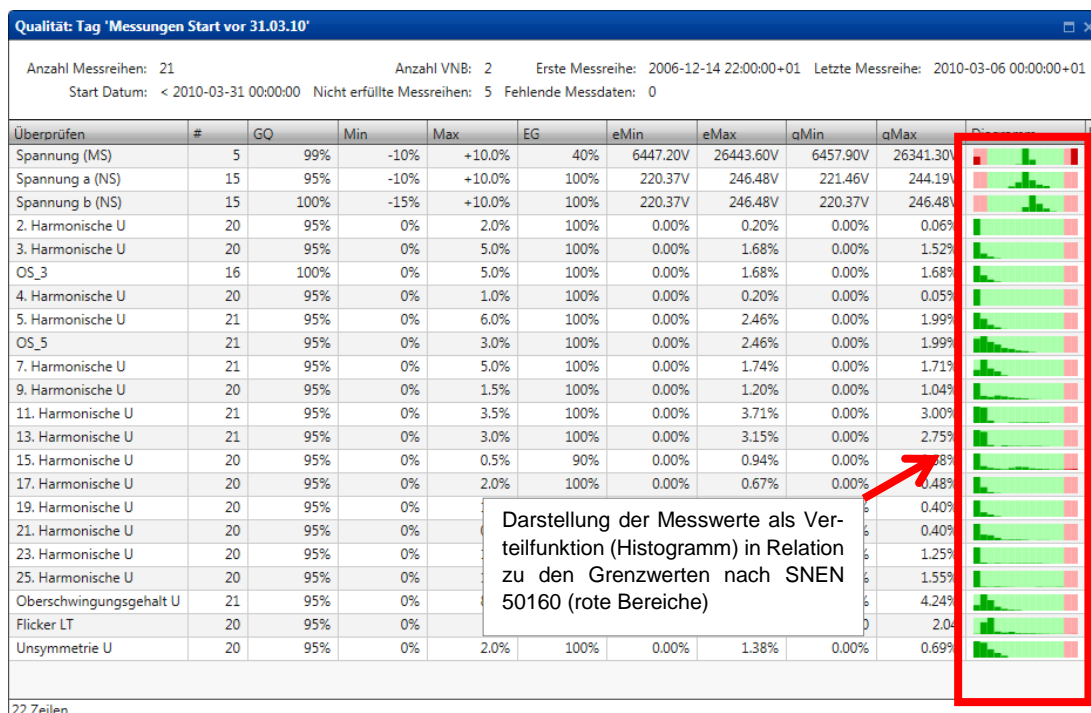 Qualität: Tag 'Messungen Start vor 31.03.10'
Anzahl Messreihen: 21 Anzahl VNB: 2 Erste Messreihe: 2006-12-14 22:00:00+01 Letzte Messreihe: 2010-03-06 00:00:00+01
Start Datum: < 2010-03-31 00:00:00 Nicht erfüllte Messreihen: 5 Fehlende Messdaten: 0
Überprüfen # GQ Min Max EG eMin eMax qMin qMax Diagramm
Spannung (MS) 5 99% -10% +10.0% 40% 6447.20V 26443.60V 6457.90V 26341.30V
Spannung a (NS) 15 95% -10% +10.0% 100% 220.37V 246.48V 221.46V 244.19V
Spannung b (NS) 15 100% -15% +10.0% 100% 220.37V 246.48V 220.37V 246.48V
2. Harmonische U 20 95% 0% 2.0% 100% 0.00% 0.20% 0.00% 0.06%
3. Harmonische U 20 95% 0% 5.0% 100% 0.00% 1.68% 0.00% 1.52%
OS_3 16 100% 0% 5.0% 100% 0.00% 1.68% 0.00% 1.68%
4. Harmonische U 20 95% 0% 1.0% 100% 0.00% 0.20% 0.00% 0.05%
5. Harmonische U 21 95% 0% 6.0% 100% 0.00% 2.46% 0.00% 1.99%
OS_5 21 95% 0% 3.0% 100% 0.00% 2.46% 0.00% 1.99%
7. Harmonische U 21 95% 0% 5.0% 100% 0.00% 1.74% 0.00% 1.71%
9. Harmonische U 20 95% 0% 1.5% 100% 0.00% 1.20% 0.00% 1.04%
11. Harmonische U 21 95% 0% 3.5% 100% 0.00% 3.71% 0.00% 3.00%
13. Harmonische U 21 95% 0% 3.0% 100% 0.00% 3.15% 0.00% 2.75%
15. Harmonische U 20 95% 0% 0.5% 90% 0.00% 0.94% 0.00%
17. Harmonische U 20 95% 0% 2.0% 100% 0.00% 0.67% 0.00% 0.48%
19. Harmonische U 20 95% 0% 0.40%
21. Harmonische U 20 95% 0% 0.40%
23. Harmonische U 20 95% 0% 1.25%
25. Harmonische U 20 95% 0% 1.55%
Oberschwingungsgehalt U 21 95% 0% 4.24%
Flicker LT 20 95% 0% 2.04
Unsymmetrie U 20 95% 0% 2.0% 100% 0.00% 1.38% 0.00% 0.69%
Darstellung der Messwerte als Ver-
teilfunktion (Histogramm) in Relation
zu den Grenzwerten nach SNEN
50160 (rote Bereiche)
22 Zeilen